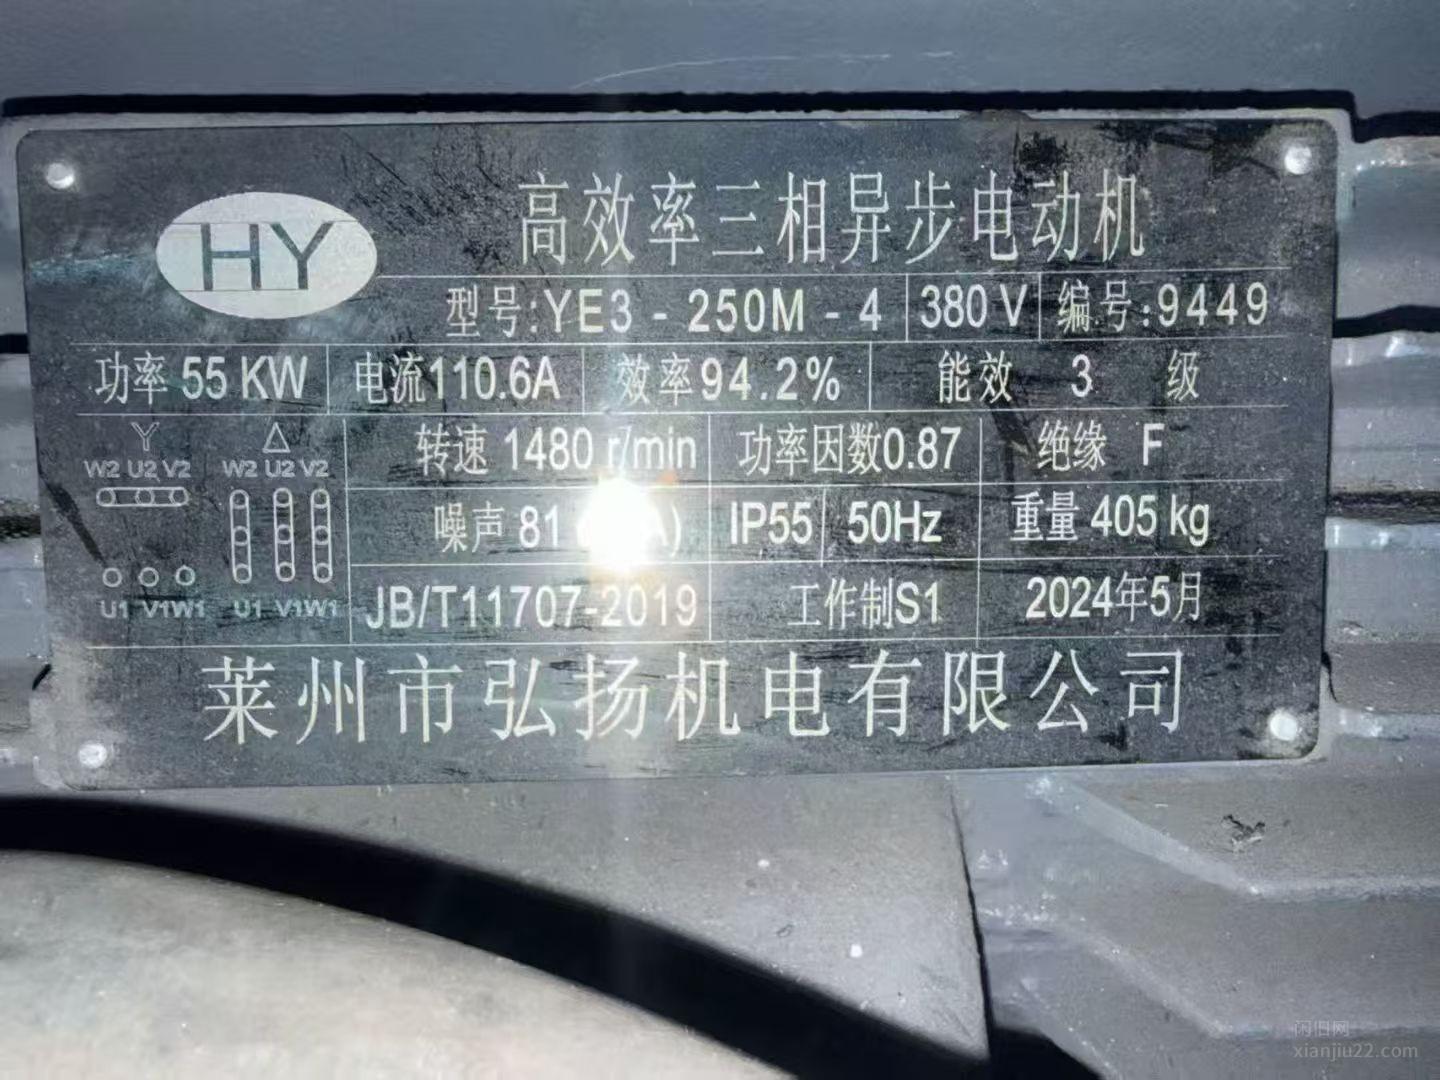 HY
高效率三相异步电动机
型号:YE3 - 250M - 4 380V 编号:9449
功率 55 KW 电流110.6A 效率94.2% 能效 3 级
Y △
W2 U2 V2 W2 U2 V2
转速 1480 r/min 功率因数0.87 绝缘 F
噪声 81 A) IP55 50Hz 重量 405 kg
U1 V1W1 U1 V1W1
JB/T11707-2019 工作制S1 2024年5月
莱州市弘扬机电有限公司
闲旧网
xianjiu22.com